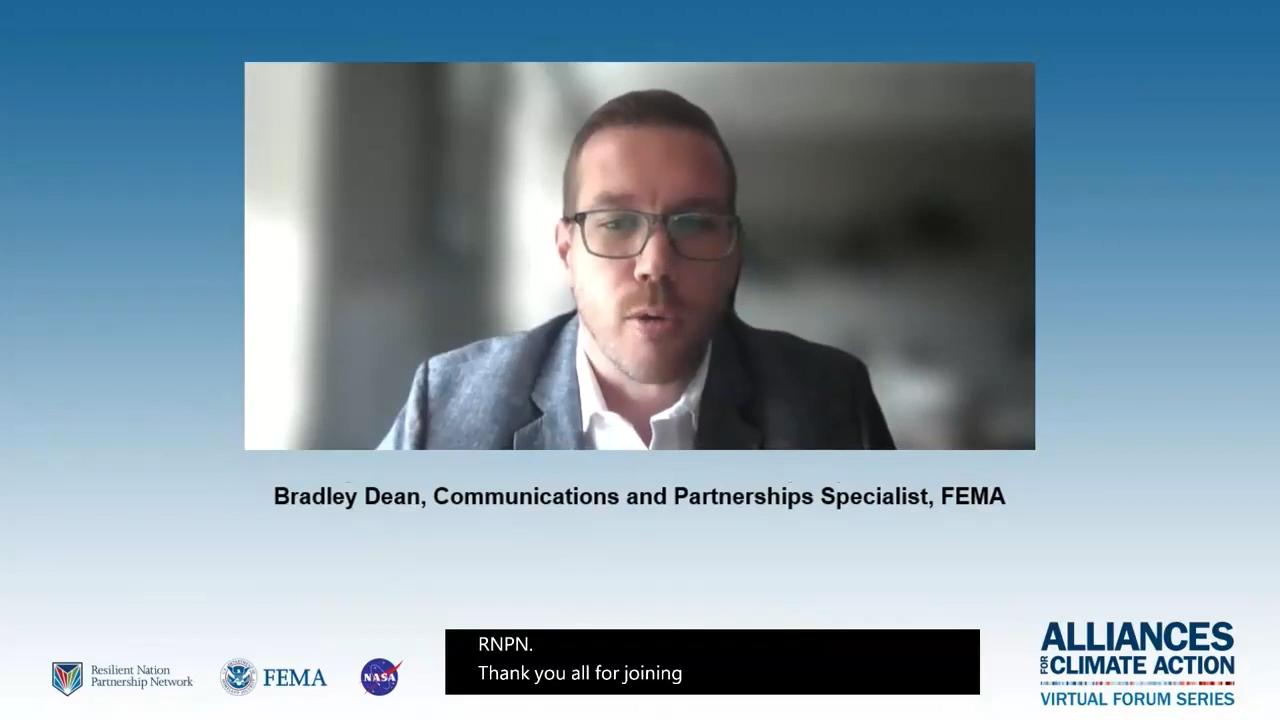 Bradley Dean, Communications and Partnerships Specialist, FEMA
RNPN.
Thank you all for joining
Resilient Nation
Partnership Network
FEMA
NASA
ALLIANCES
FOR CLIMATE ACTION
VIRTUAL FORUM SERIES